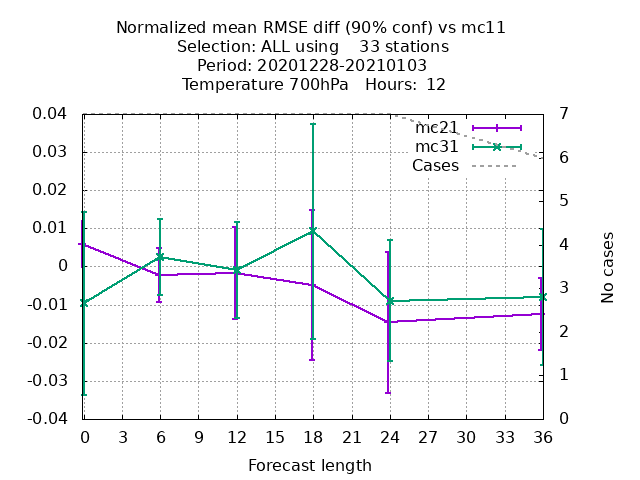 Normalized mean RMSE diff (90% conf) vs mc11
Selection: ALL using    33 stations
Period: 20201228-20210103
Temperature 700hPa   Hours:  12
mc21
mc31
Cases
0.04
0.03
0.02
0.01
0
-0.01
-0.02
-0.03
-0.04
7
6
5
4
3
2
1
0
No cases
0 3 6 9 12 15 18 21 24 27 30 33 36
Forecast length